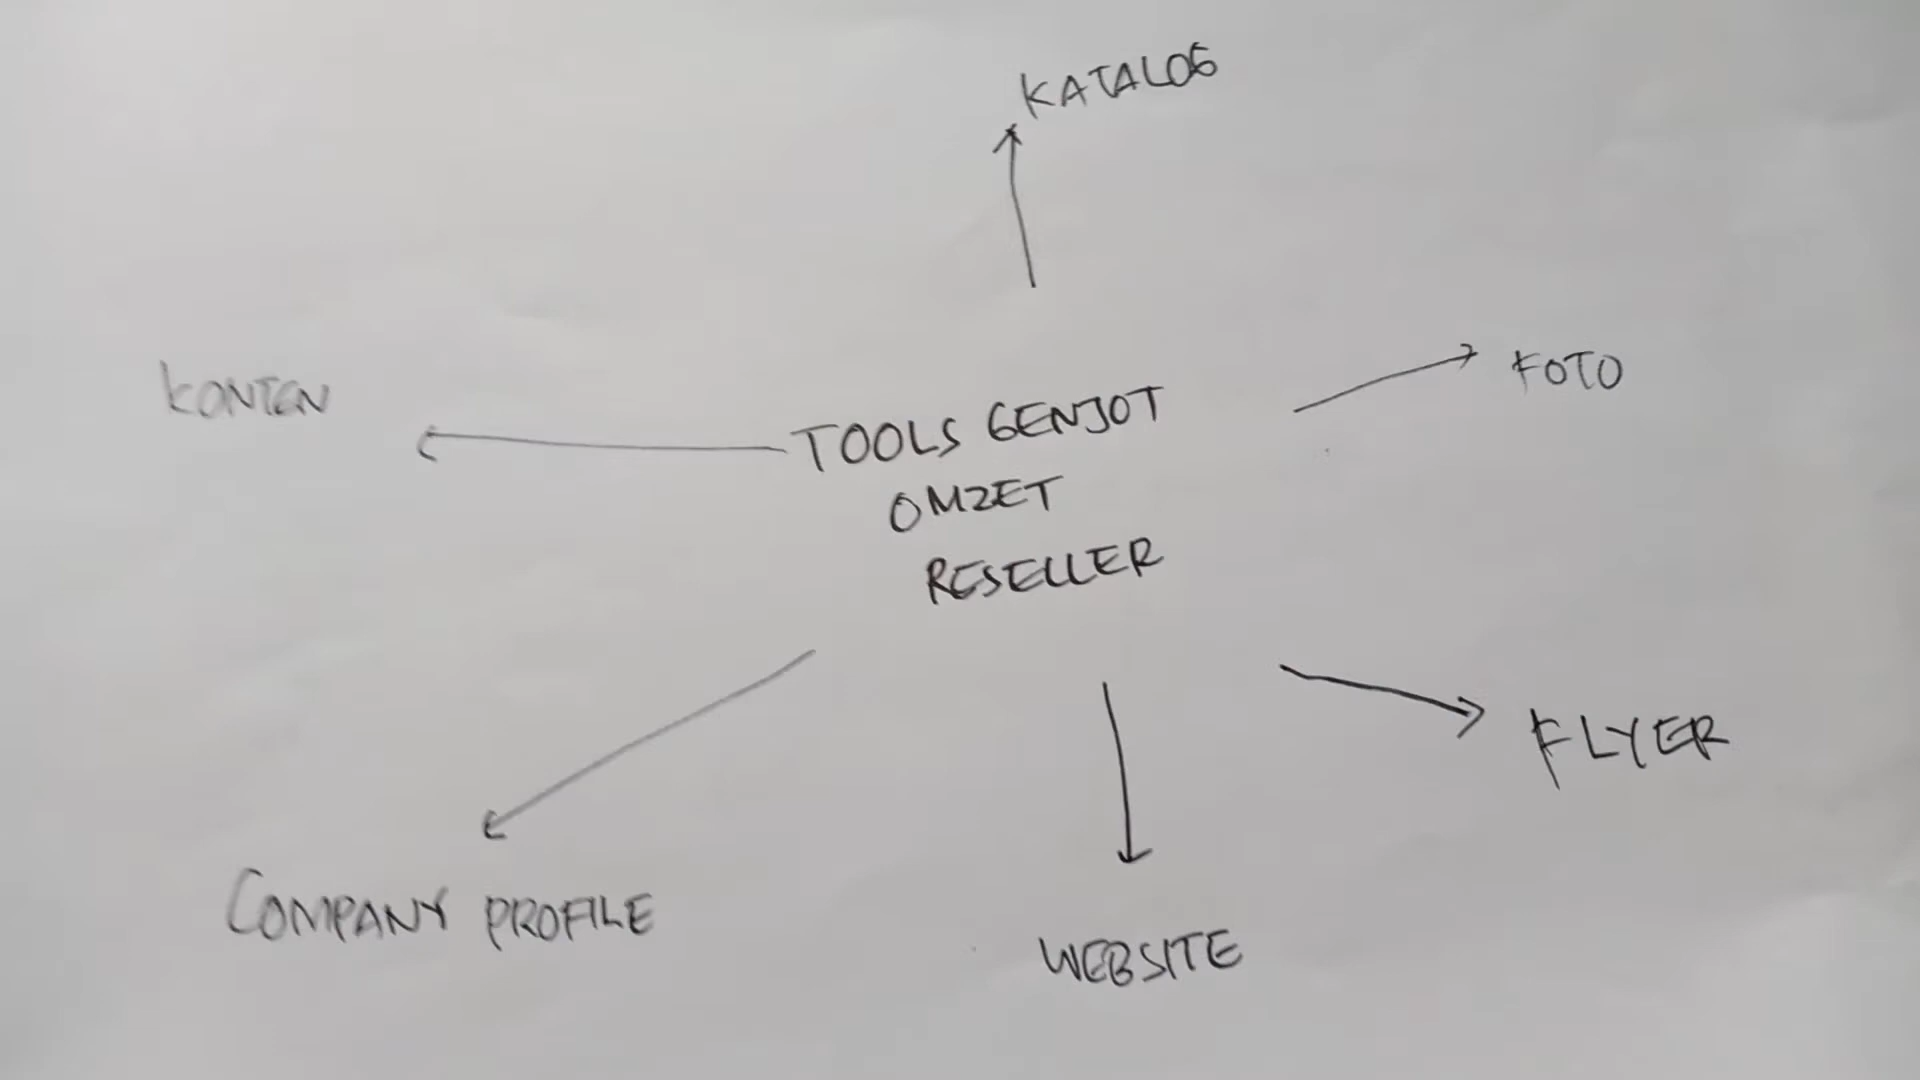 KATALOG
KONTEN
FOTO
TOOLS GENJOT
OMZET
RESELLER
FLYER
COMPANY PROFILE
WEBSITE